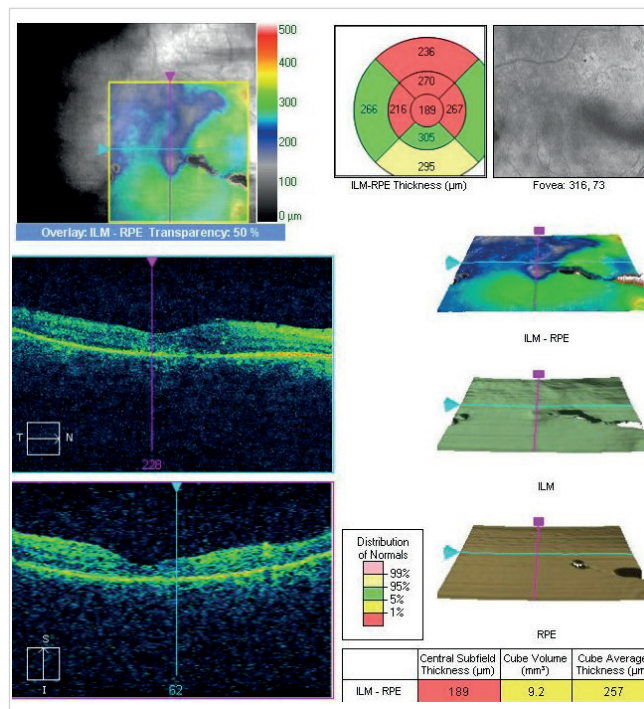 500
400
300
200
100
0 µm
Overlay: ILM - RPE Transparency: 50 %
236
270
266
216
189
267
305
295
ILM-RPE Thickness (µm)
Fovea: 316, 73
ILM - RPE
T
N
228
ILM
S
I
62
Distribution
of Normals
99%
95%
5%
1%
RPE
Central Subfield Thickness (µm)
Cube Volume (mm³)
Cube Average Thickness (µm
ILM - RPE
189
9.2
257